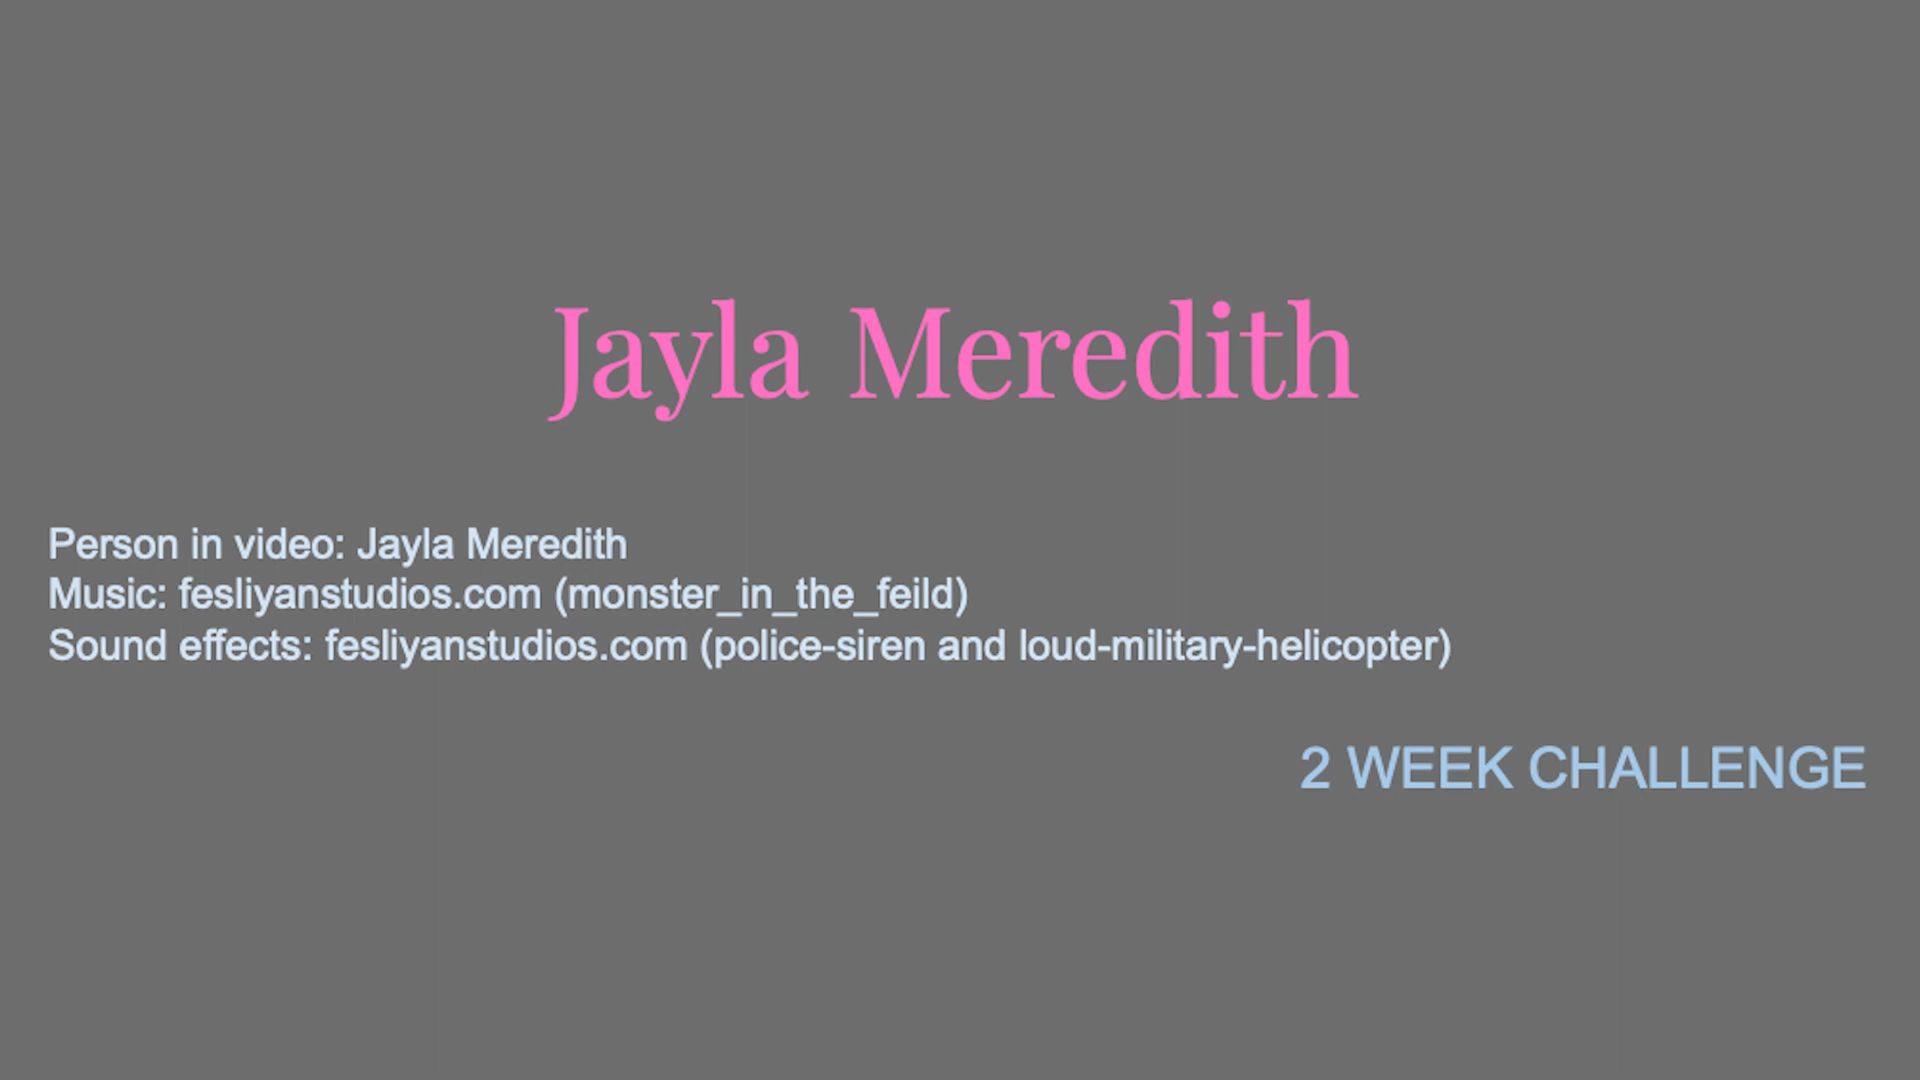 Jayla Meredith
Person in video: Jayla Meredith
Music: fesliyanstudios.com (monster_in_the_feild)
Sound effects: fesliyanstudios.com (police-siren and loud-military-helicopter)
2 WEEK CHALLENGE